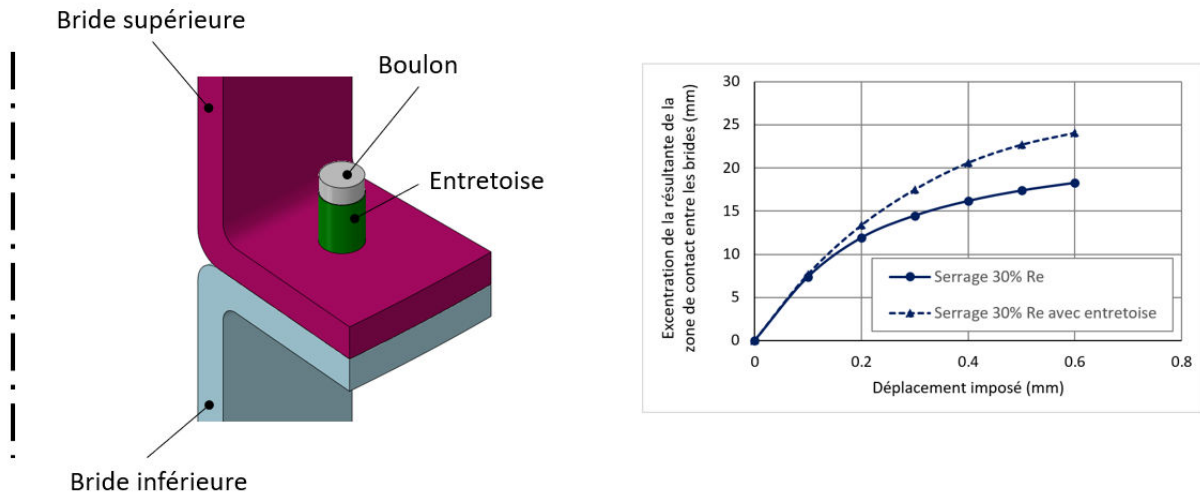 Bride supérieure
Boulon
Entretoise
Bride inférieure
Excentration de la résultante de la
zone de contact entre les brides (mm)
30
25
20
15
10
5
0
Serrage 30% Re
Serrage 30% Re avec entretoise
0
0.2
0.4
0.6
0.8
Déplacement imposé (mm)